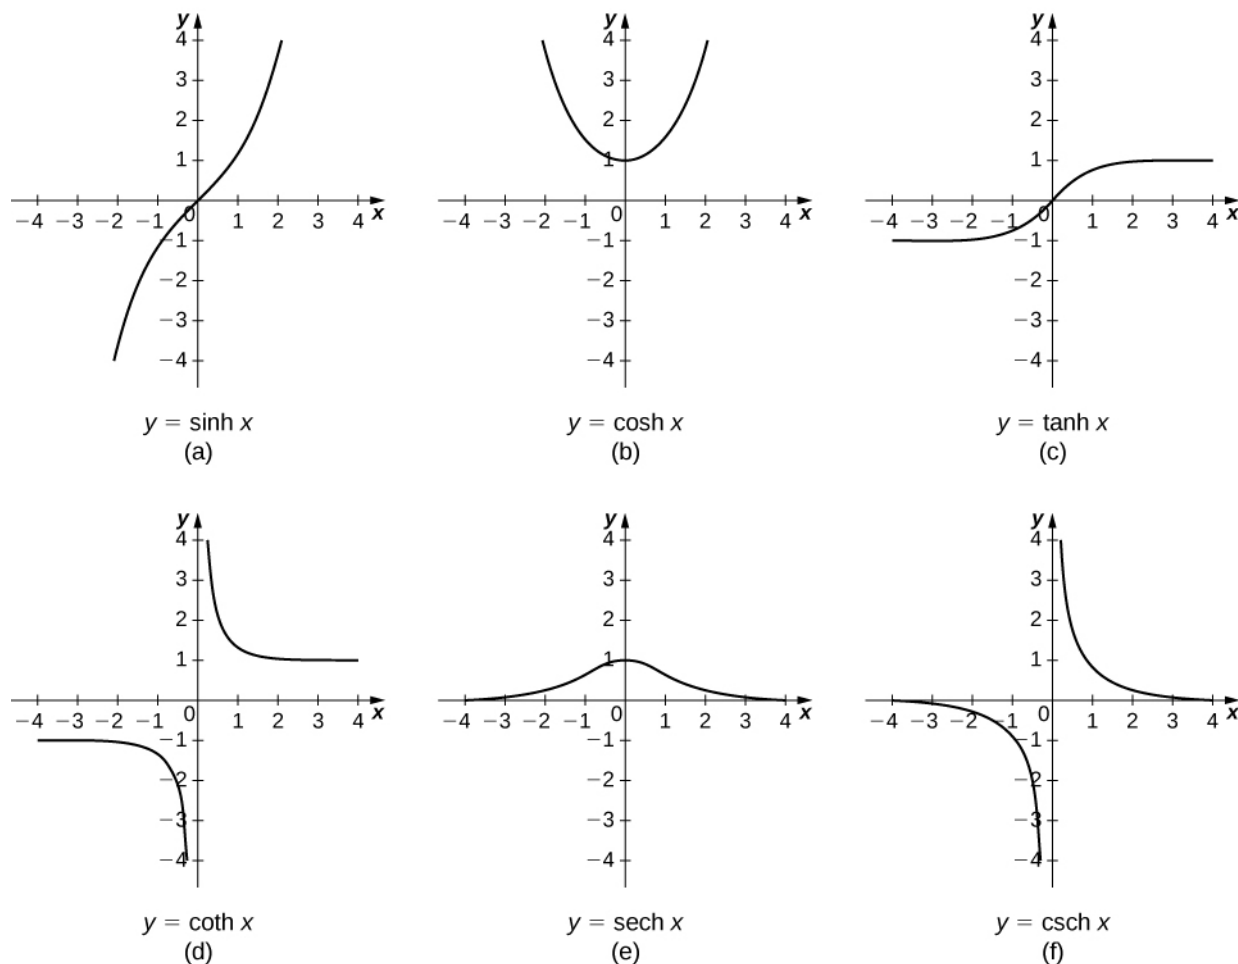 y
4
3
2
1
−4 −3 −2 −1 0 1 2 3 4 x
−1
−2
−3
−4
y = sinh x
(a)
y
4
3
2
1
−4 −3 −2 −1 0 1 2 3 4 x
−1
−2
−3
−4
y = cosh x
(b)
y
4
3
2
1
−4 −3 −2 −1 0 1 2 3 4 x
−1
−2
−3
−4
y = tanh x
(c)
y
4
3
2
1
−4 −3 −2 −1 0 1 2 3 4 x
−1
−2
−3
−4
y = coth x
(d)
y
4
3
2
1
−4 −3 −2 −1 0 1 2 3 4 x
−1
−2
−3
−4
y = sech x
(e)
y
4
3
2
1
−4 −3 −2 −1 0 1 2 3 4 x
−1
−2
−3
−4
y = csch x
(f)